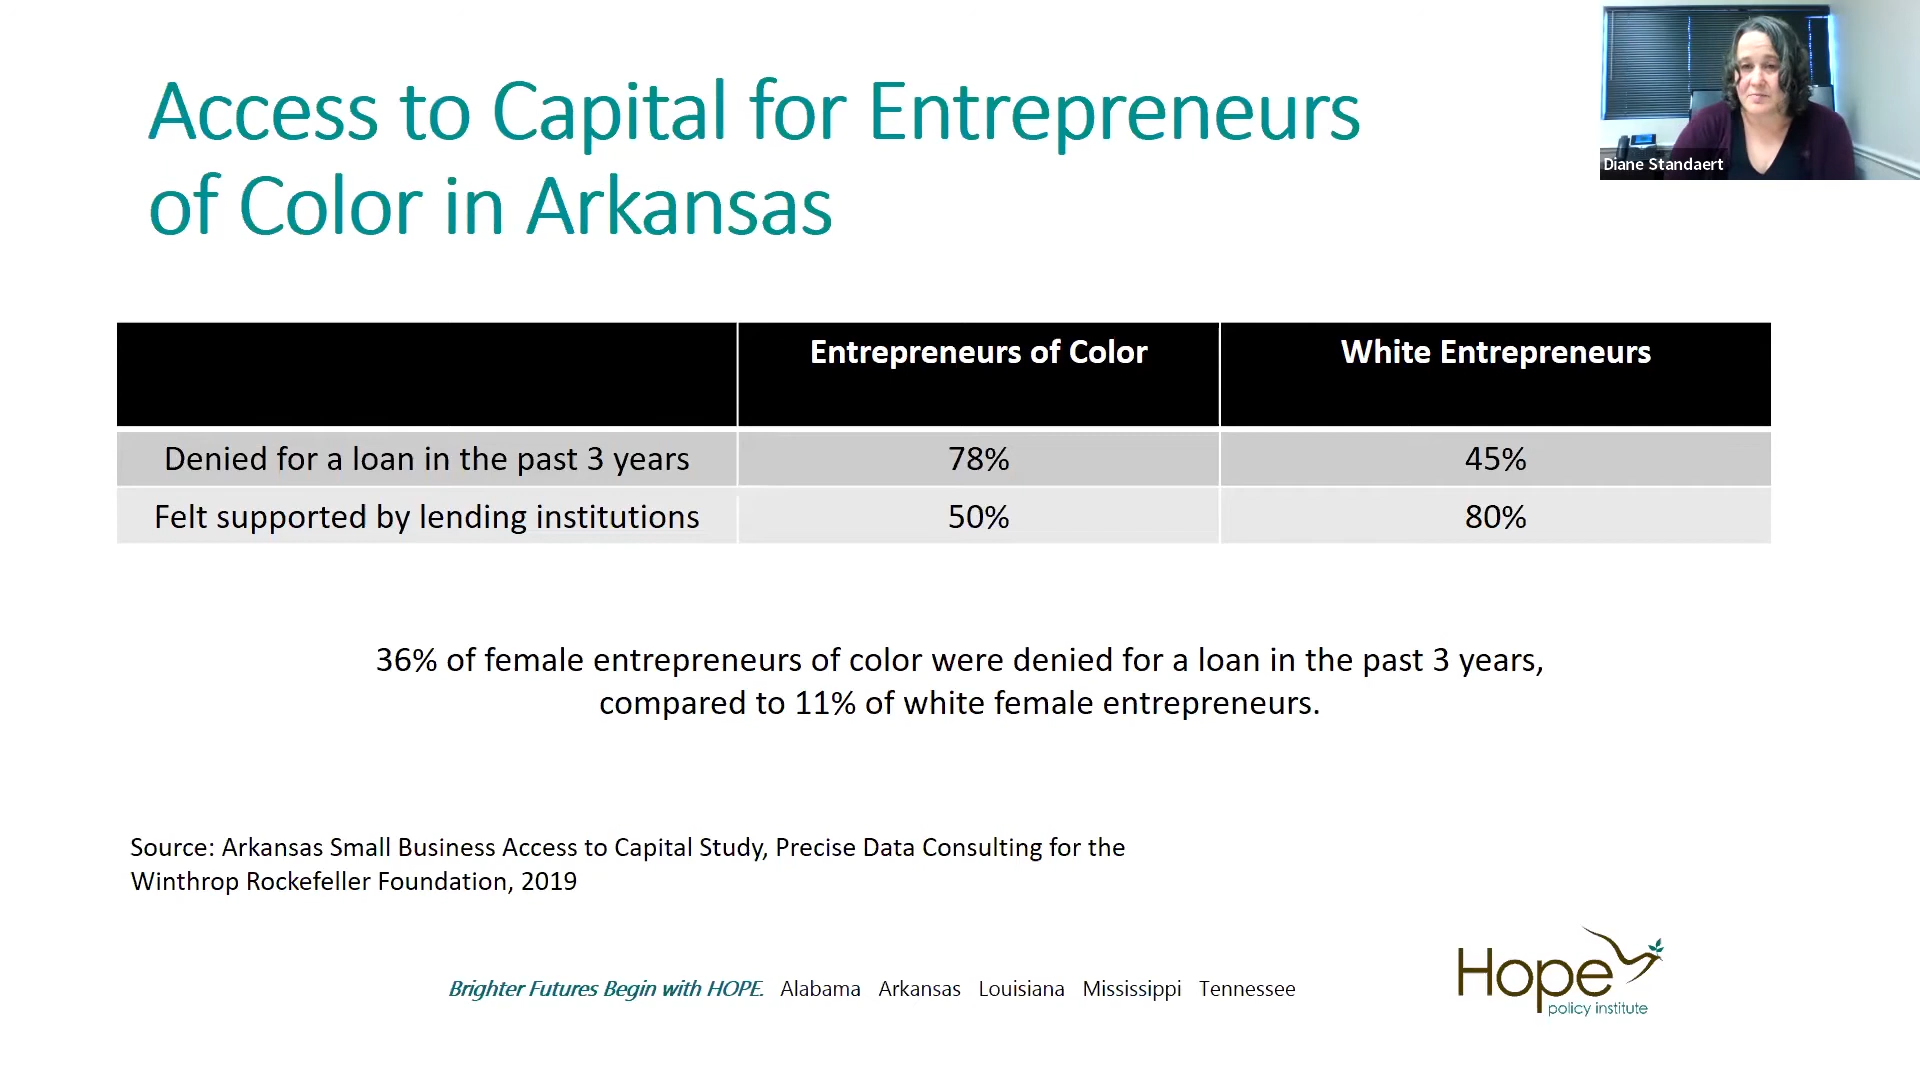 Access to Capital for Entrepreneurs
of Color in Arkansas
Diane Standaert
Entrepreneurs of Color White Entrepreneurs
Denied for a loan in the past 3 years 78% 45%
Felt supported by lending institutions 50% 80%
36% of female entrepreneurs of color were denied for a loan in the past 3 years,
compared to 11% of white female entrepreneurs.
Source: Arkansas Small Business Access to Capital Study, Precise Data Consulting for the
Winthrop Rockefeller Foundation, 2019
Brighter Futures Begin with HOPE. Alabama Arkansas Louisiana Mississippi Tennessee
Hope
policy institute